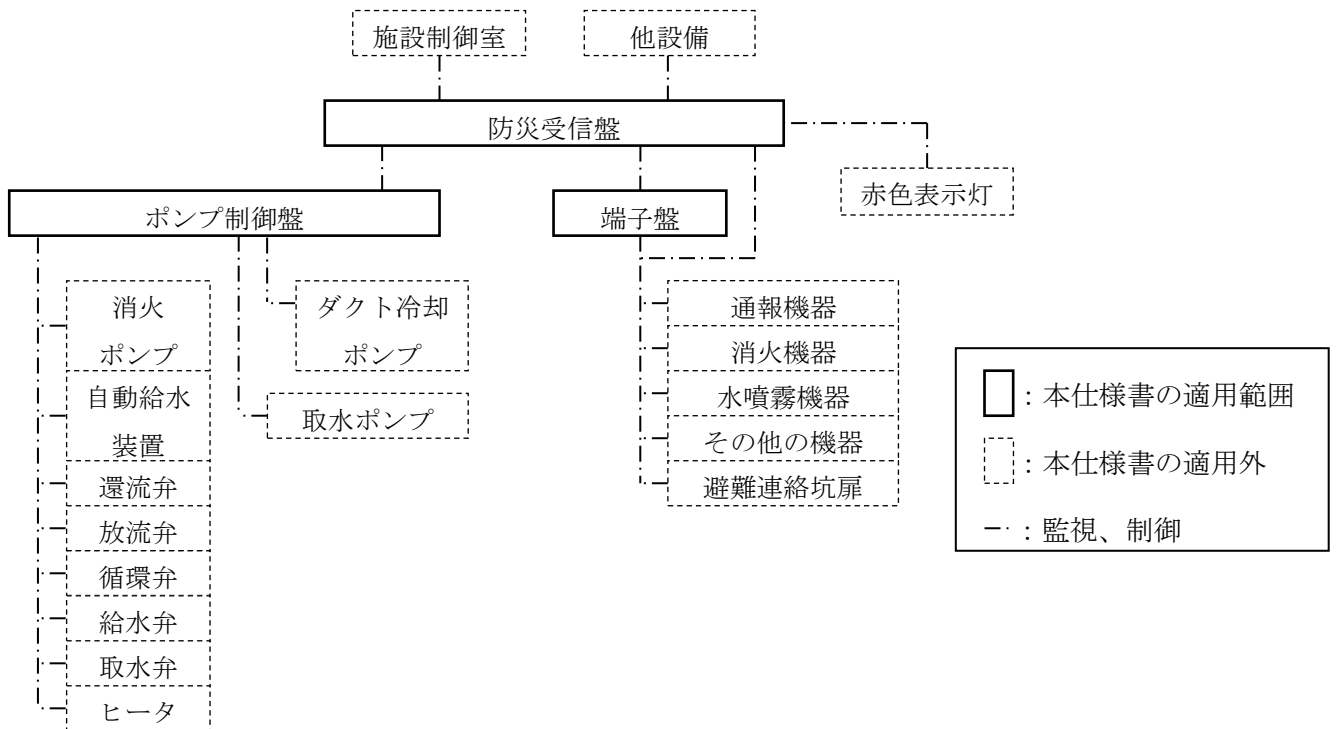 施設制御室
他設備
防災受信盤
赤色表示灯
ポンプ制御盤
端子盤
消火
ポンプ
自動給水
装置
還流弁
放流弁
循環弁
給水弁
取水弁
ヒータ
ダクト冷却
ポンプ
取水ポンプ
通報機器
消火機器
水噴霧機器
その他の機器
避難連絡坑扉
：本仕様書の適用範囲
：本仕様書の適用外
：監視、制御